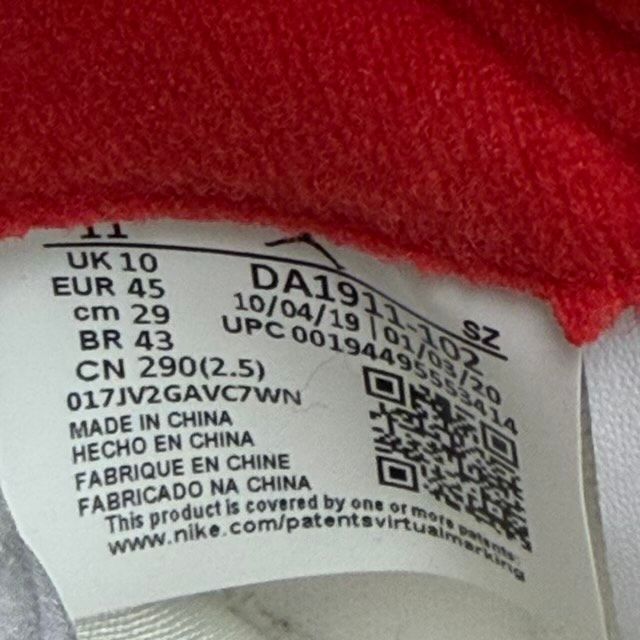 11
UK 10
EUR 45
cm 29
BR 43
CN 290(2.5)
017JV2GAVC7WN
DA1911-102 SZ
10/04/19 | 01/03/20
UPC 00194495553414
MADE IN CHINA
HECHO EN CHINA
FABRIQUE EN CHINE
FABRICADO NA CHINA
This product is covered by one or more patents.
www.nike.com/patentsvirtualmarking